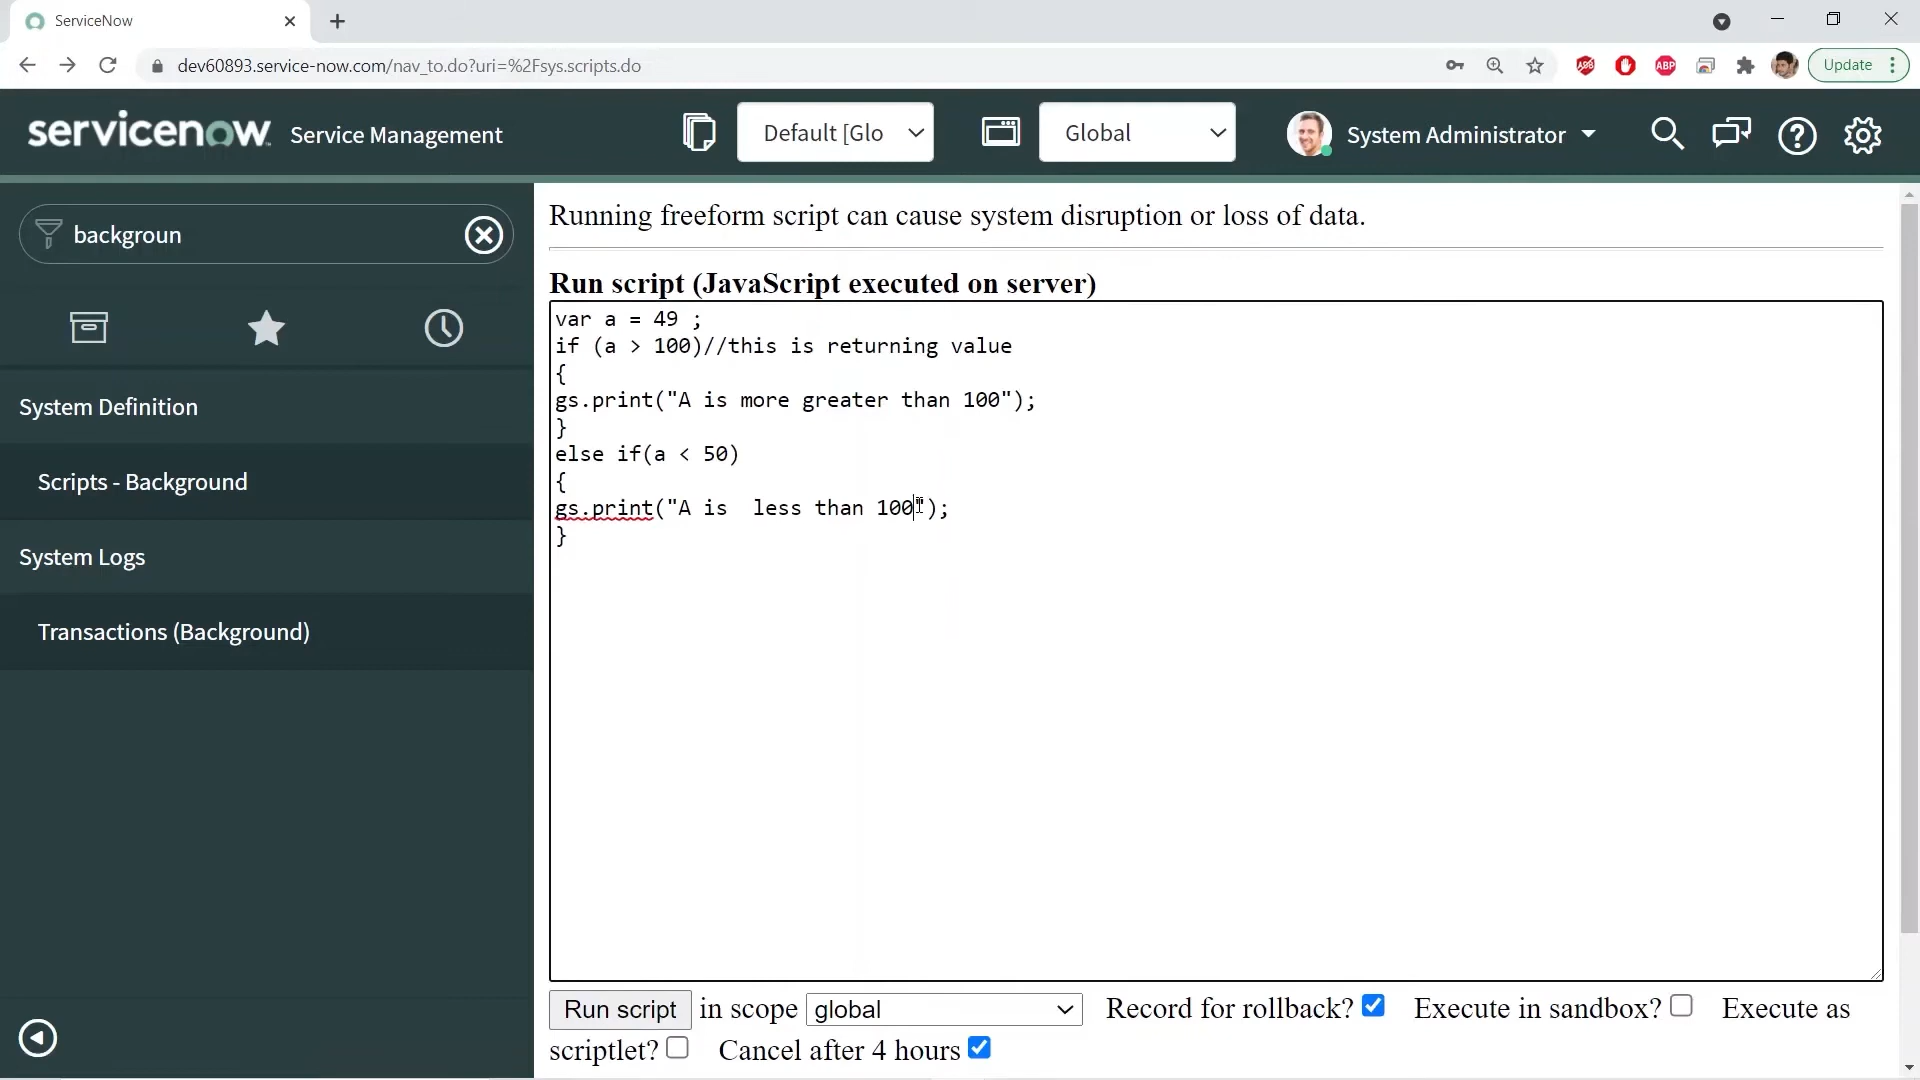 ServiceNow
dev60893.service-now.com/nav_to.do?uri=%2Fsys.scripts.do
ABP
Update
servicenow Service Management
Default [Glo
Global
System Administrator
backgroun
System Definition
Scripts - Background
System Logs
Transactions (Background)
Running freeform script can cause system disruption or loss of data.
Run script (JavaScript executed on server)
var a = 49 ;
if (a > 100)//this is returning value
{
gs.print("A is more greater than 100");
}
else if(a < 50)
{
gs.print("A is  less than 100");
}
Run script in scope global Record for rollback? Execute in sandbox? Execute as
scriptlet? Cancel after 4 hours